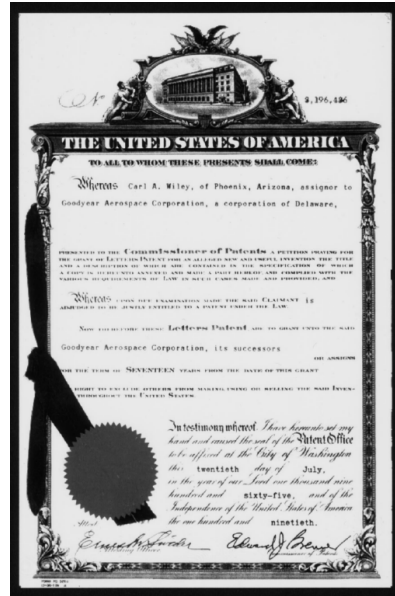 No
3,196,436
THE UNITED STATES OF AMERICA
TO ALL TO WHOM THESE PRESENTS SHALL COME:
Whereas Carl A. Wiley, of Phoenix, Arizona, assignor to
Goodyear Aerospace Corporation, a corporation of Delaware,
PRESENTED TO THE Commissioner of Patents A PETITION PRAYING FOR
THE GRANT OF LETTERS PATENT FOR AN ALLEGED NEW AND USEFUL INVENTION THE TITLE
AND A DESCRIPTION OF WHICH ARE CONTAINED IN THE SPECIFICATION OF WHICH
A COPY IS HEREUNTO ANNEXED AND MADE A PART HEREOF AND COMPLIED WITH THE
VARIOUS REQUIREMENTS OF LAW IN SUCH CASES MADE AND PROVIDED, AND
Whereas UPON DUE EXAMINATION MADE THE SAID CLAIMANT is
ADJUDGED TO BE JUSTLY ENTITLED TO A PATENT UNDER THE LAW.
NOW THEREFORE THESE Letters Patent ARE TO GRANT UNTO THE SAID
Goodyear Aerospace Corporation, its successors
OR ASSIGNS
FOR THE TERM OF SEVENTEEN YEARS FROM THE DATE OF THIS GRANT
RIGHT TO EXCLUDE OTHERS FROM MAKING, USING OR SELLING THE SAID INVEN-
THROUGHOUT THE UNITED STATES.
In testimony whereof I have hereunto set my
hand and caused the seal of the Patent Office
to be affixed at the City of Washington
this twentieth day of July,
in the year of our Lord one thousand nine
hundred and sixty-five, and of the
Independence of the United States of America
the one hundred and ninetieth.
Attest